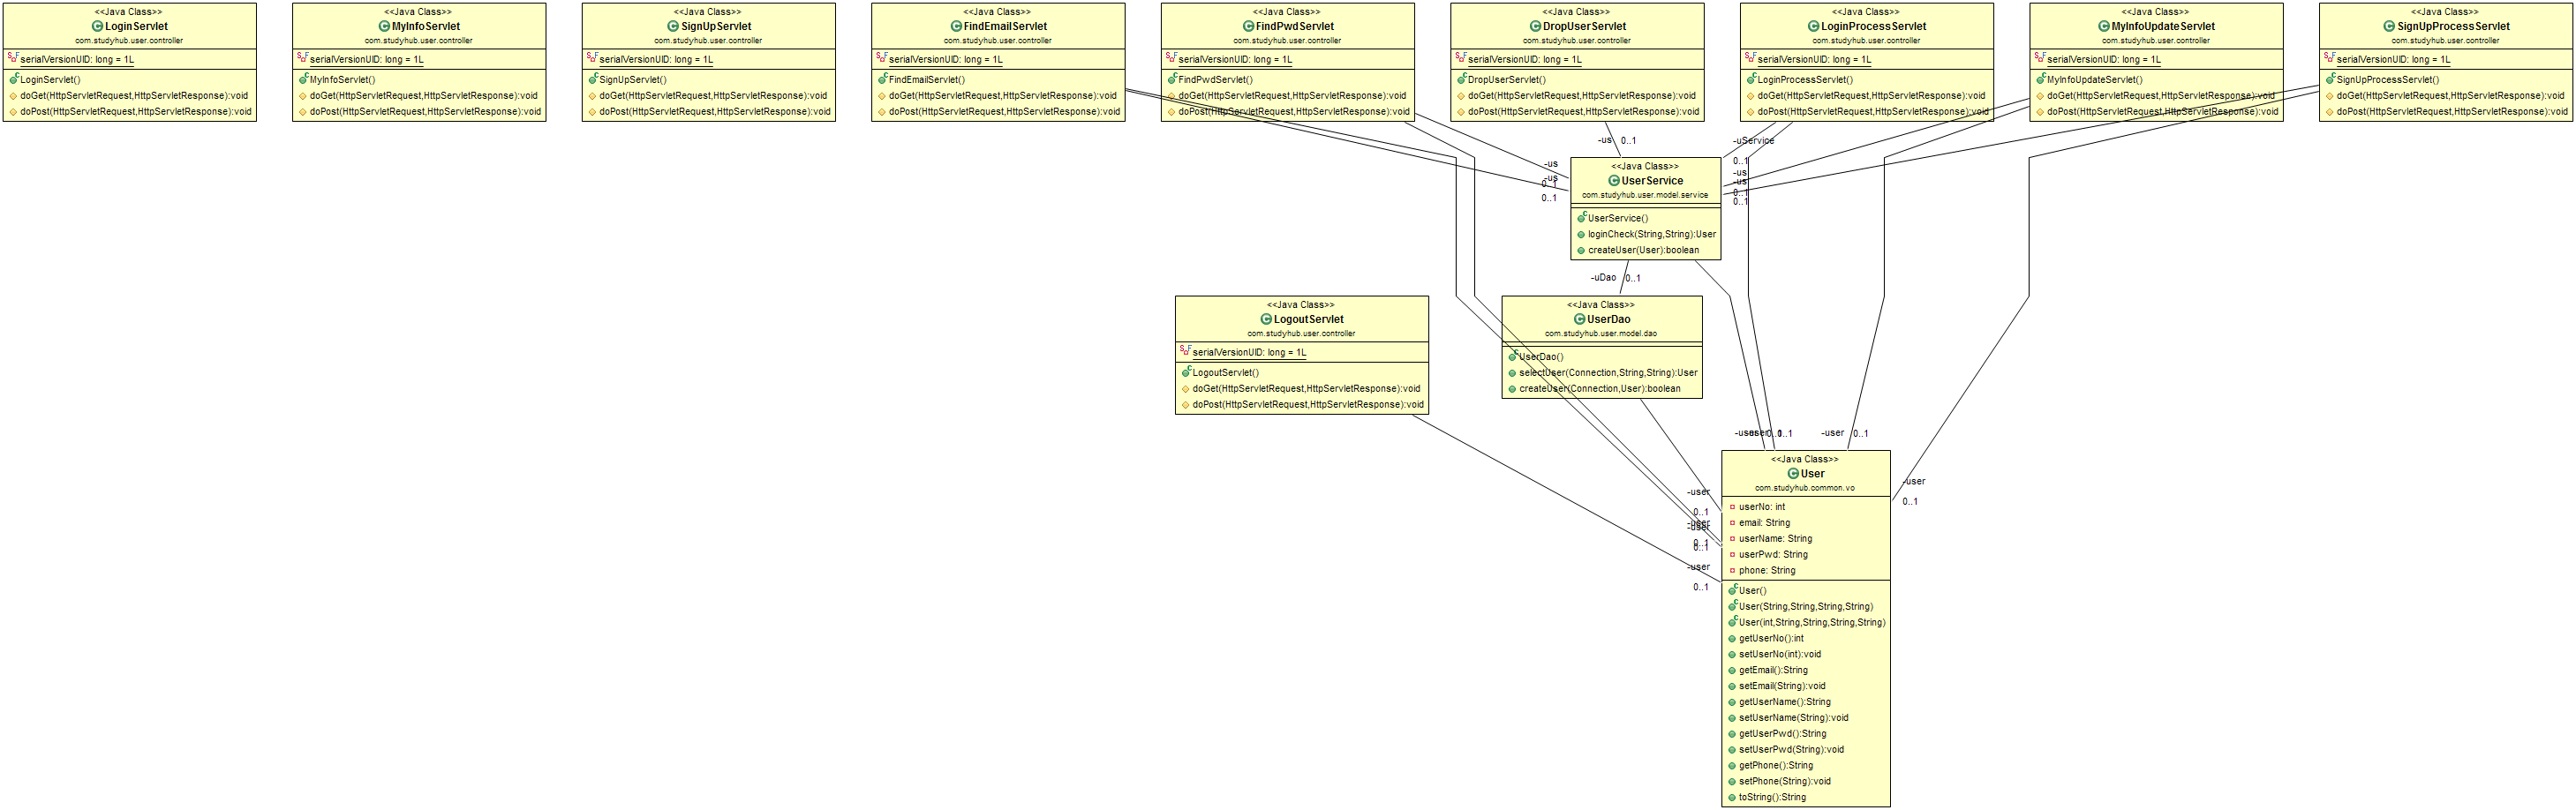 <<Java Class>>
LoginServlet
com.studyhub.user.controller
serialVersionUID: long = 1L
LoginServlet()
doGet(HttpServletRequest,HttpServletResponse):void
doPost(HttpServletRequest,HttpServletResponse):void
<<Java Class>>
MyInfoServlet
com.studyhub.user.controller
serialVersionUID: long = 1L
MyInfoServlet()
doGet(HttpServletRequest,HttpServletResponse):void
doPost(HttpServletRequest,HttpServletResponse):void
<<Java Class>>
SignUpServlet
com.studyhub.user.controller
serialVersionUID: long = 1L
SignUpServlet()
doGet(HttpServletRequest,HttpServletResponse):void
doPost(HttpServletRequest,HttpServletResponse):void
<<Java Class>>
FindEmailServlet
com.studyhub.user.controller
serialVersionUID: long = 1L
FindEmailServlet()
doGet(HttpServletRequest,HttpServletResponse):void
doPost(HttpServletRequest,HttpServletResponse):void
<<Java Class>>
FindPwdServlet
com.studyhub.user.controller
serialVersionUID: long = 1L
FindPwdServlet()
doGet(HttpServletRequest,HttpServletResponse):void
doPost(HttpServletRequest,HttpServletResponse):void
<<Java Class>>
DropUserServlet
com.studyhub.user.controller
serialVersionUID: long = 1L
DropUserServlet()
doGet(HttpServletRequest,HttpServletResponse):void
doPost(HttpServletRequest,HttpServletResponse):void
<<Java Class>>
LoginProcessServlet
com.studyhub.user.controller
serialVersionUID: long = 1L
LoginProcessServlet()
doGet(HttpServletRequest,HttpServletResponse):void
doPost(HttpServletRequest,HttpServletResponse):void
<<Java Class>>
MyInfoUpdateServlet
com.studyhub.user.controller
serialVersionUID: long = 1L
MyInfoUpdateServlet()
doGet(HttpServletRequest,HttpServletResponse):void
doPost(HttpServletRequest,HttpServletResponse):void
<<Java Class>>
SignUpProcessServlet
com.studyhub.user.controller
serialVersionUID: long = 1L
SignUpProcessServlet()
doGet(HttpServletRequest,HttpServletResponse):void
doPost(HttpServletRequest,HttpServletResponse):void
-us 0..1
-uService
0..1
-us
-us
0..1
0..1
-us
-us
0..1
0..1
<<Java Class>>
UserService
com.studyhub.user.model.service
UserService()
loginCheck(String,String):User
createUser(User):boolean
-uDao 0..1
<<Java Class>>
LogoutServlet
com.studyhub.user.controller
serialVersionUID: long = 1L
LogoutServlet()
doGet(HttpServletRequest,HttpServletResponse):void
doPost(HttpServletRequest,HttpServletResponse):void
<<Java Class>>
UserDao
com.studyhub.user.model.dao
UserDao()
selectUser(Connection,String,String):User
createUser(Connection,User):boolean
-user 0..1
-user 0..1
-user 0..1
-user
0..1
-user
0..1
-user
-user
0..1
0..1
-user
0..1
<<Java Class>>
User
com.studyhub.common.vo
userNo: int
email: String
userName: String
userPwd: String
phone: String
User()
User(String,String,String,String)
User(int,String,String,String,String)
getUserNo():int
setUserNo(int):void
getEmail():String
setEmail(String):void
getUserName():String
setUserName(String):void
getUserPwd():String
setUserPwd(String):void
getPhone():String
setPhone(String):void
toString():String